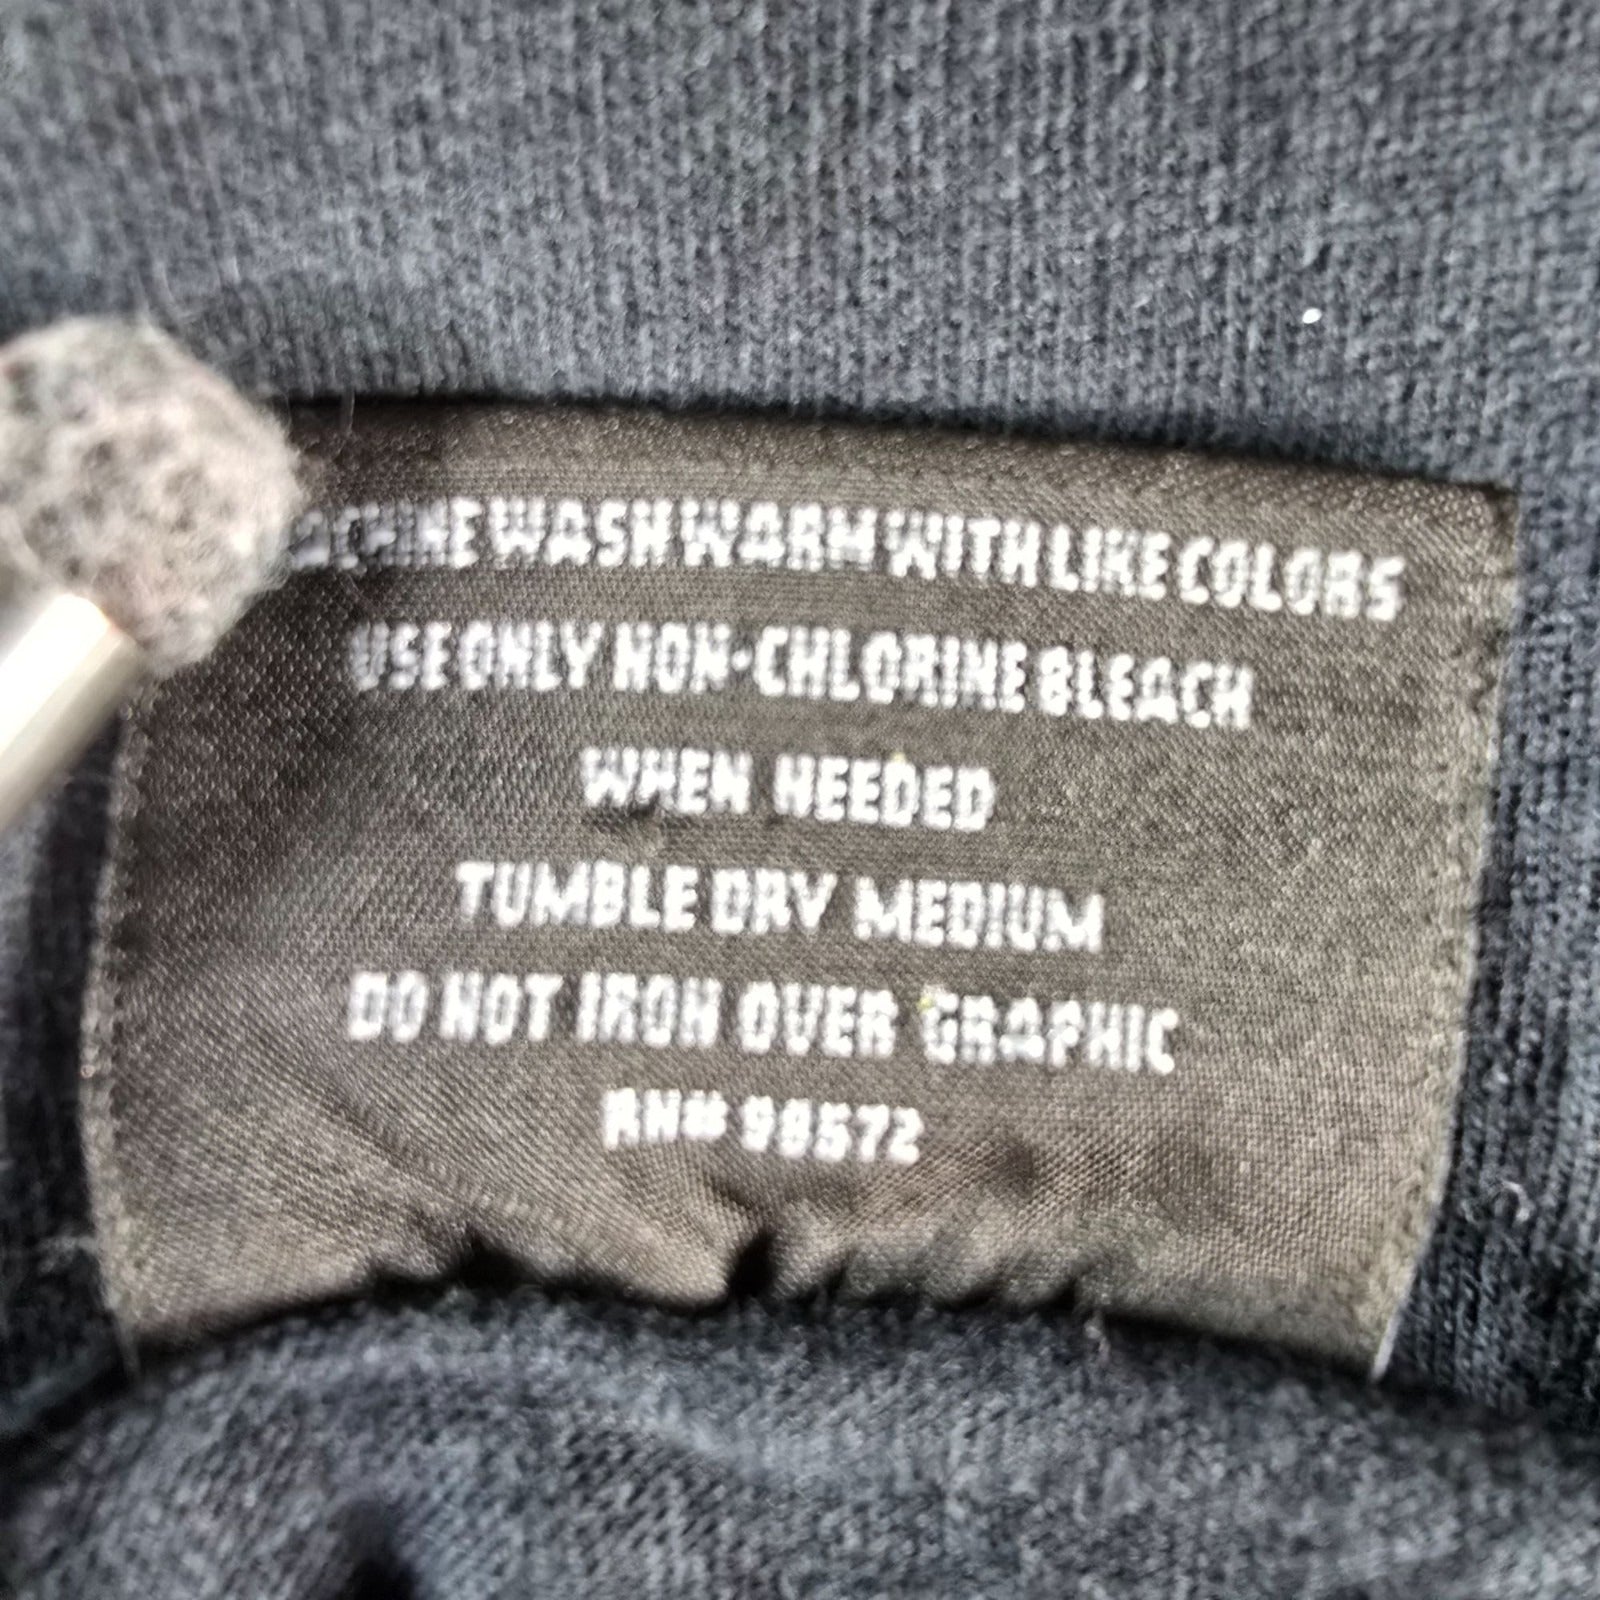 MACHINE WASH WARM WITH LIKE COLORS
USE ONLY NON-CHLORINE BLEACH
WHEN NEEDED
TUMBLE DRY MEDIUM
DO NOT IRON OVER GRAPHIC
RN# 98572